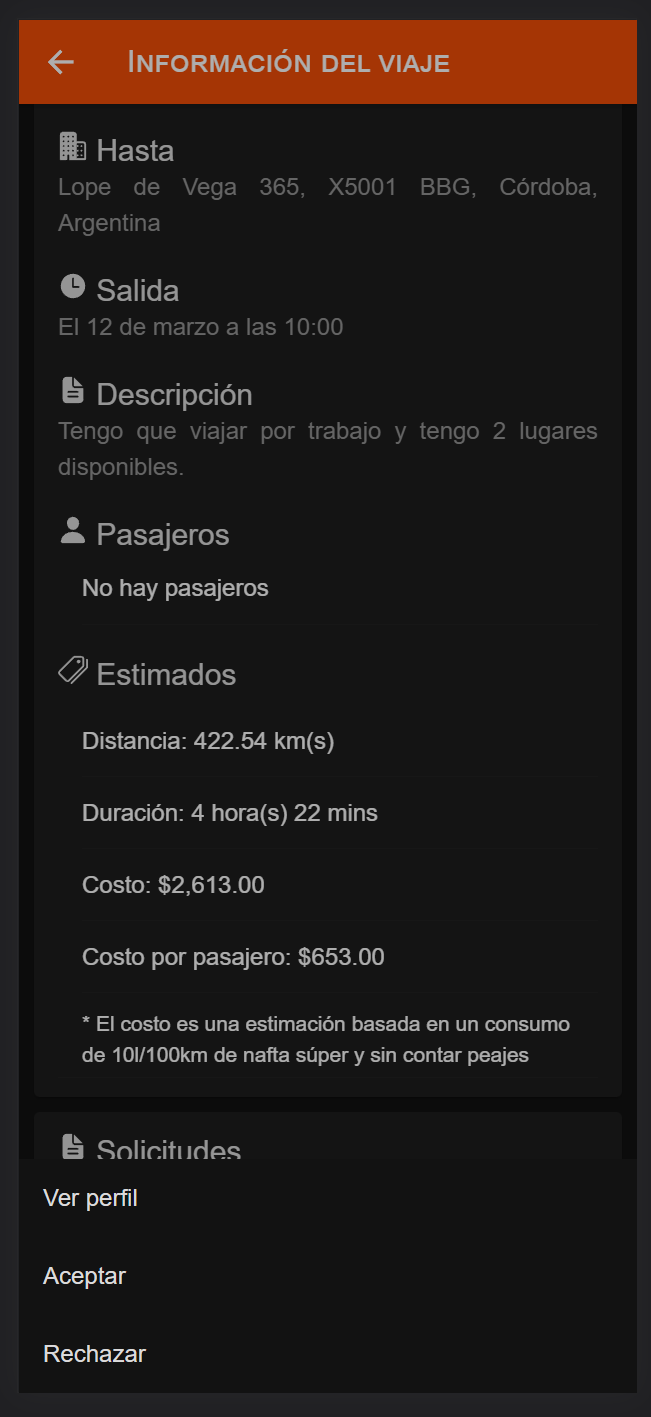 INFORMACIÓN DEL VIAJE
Hasta
Lope de Vega 365, X5001 BBG, Córdoba,
Argentina
Salida
El 12 de marzo a las 10:00
Descripción
Tengo que viajar por trabajo y tengo 2 lugares
disponibles.
Pasajeros
No hay pasajeros
Estimados
Distancia: 422.54 km(s)
Duración: 4 hora(s) 22 mins
Costo: $2,613.00
Costo por pasajero: $653.00
* El costo es una estimación basada en un consumo
de 10l/100km de nafta súper y sin contar peajes
Solicitudes
Ver perfil
Aceptar
Rechazar